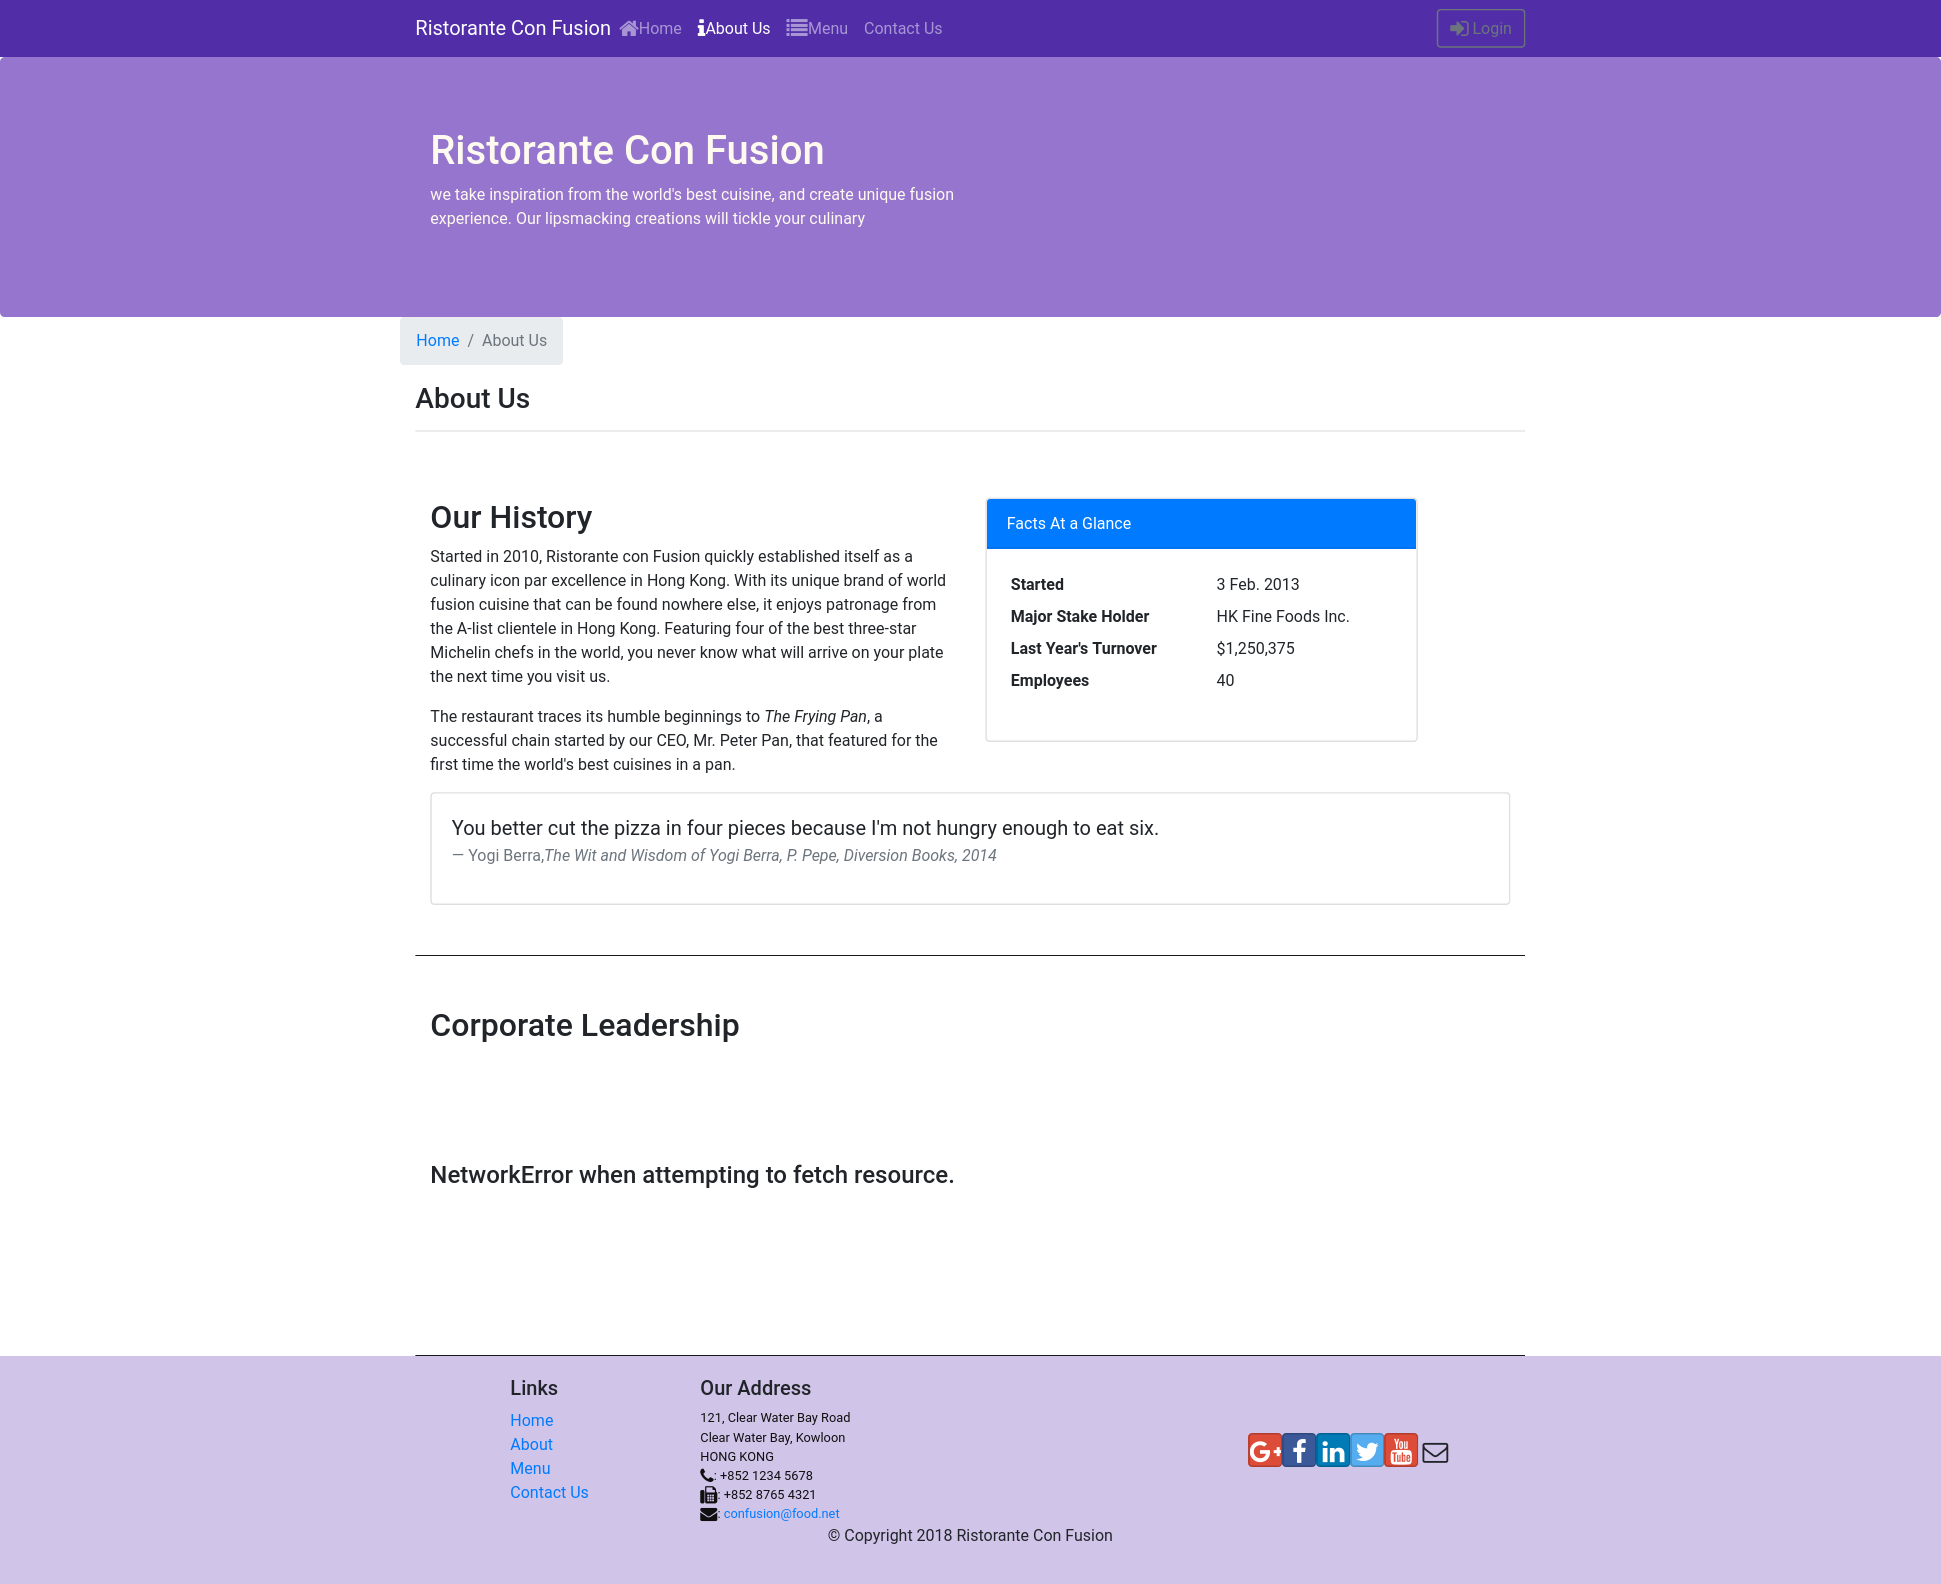 Ristorante Con Fusion Home About Us Menu Contact Us Login
Ristorante Con Fusion
we take inspiration from the world's best cuisine, and create unique fusion
experience. Our lipsmacking creations will tickle your culinary
Home / About Us
About Us
Our History
Started in 2010, Ristorante con Fusion quickly established itself as a
culinary icon par excellence in Hong Kong. With its unique brand of world
fusion cuisine that can be found nowhere else, it enjoys patronage from
the A-list clientele in Hong Kong. Featuring four of the best three-star
Michelin chefs in the world, you never know what will arrive on your plate
the next time you visit us.
The restaurant traces its humble beginnings to The Frying Pan, a
successful chain started by our CEO, Mr. Peter Pan, that featured for the
first time the world's best cuisines in a pan.
Facts At a Glance
Started 3 Feb. 2013
Major Stake Holder HK Fine Foods Inc.
Last Year's Turnover $1,250,375
Employees 40
You better cut the pizza in four pieces because I'm not hungry enough to eat six.
— Yogi Berra,The Wit and Wisdom of Yogi Berra, P. Pepe, Diversion Books, 2014
Corporate Leadership
NetworkError when attempting to fetch resource.
Links
Home
About
Menu
Contact Us
Our Address
121, Clear Water Bay Road
Clear Water Bay, Kowloon
HONG KONG
: +852 1234 5678
: +852 8765 4321
: confusion@food.net
G+ f in You Tube
© Copyright 2018 Ristorante Con Fusion